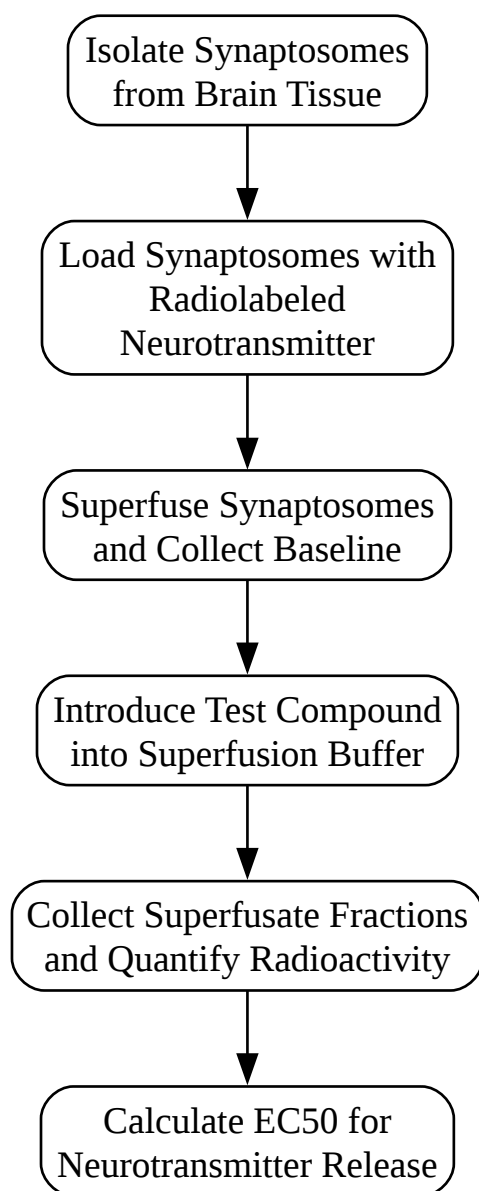 Isolate Synaptosomes
from Brain Tissue
Load Synaptosomes with
Radiolabeled
Neurotransmitter
Superfuse Synaptosomes
and Collect Baseline
Introduce Test Compound
into Superfusion Buffer
Collect Superfusate Fractions
and Quantify Radioactivity
Calculate EC50 for
Neurotransmitter Release